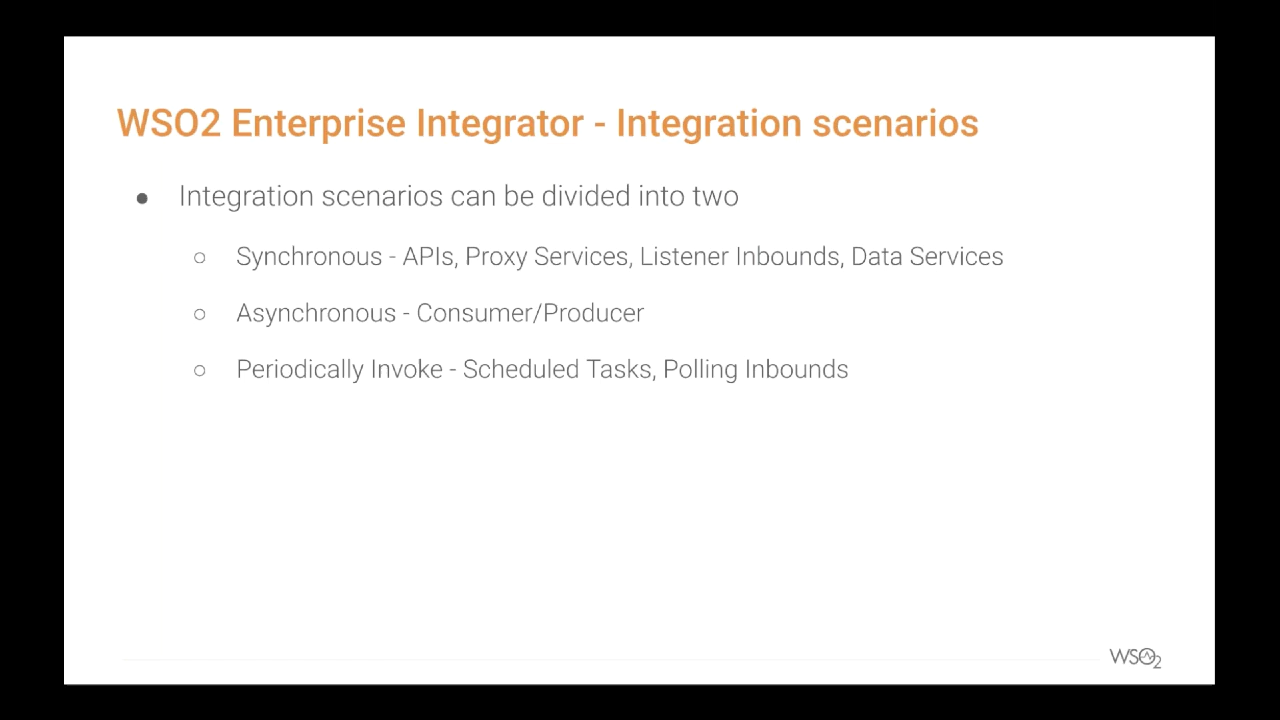 WSO2 Enterprise Integrator - Integration scenarios
● Integration scenarios can be divided into two
○ Synchronous - APIs, Proxy Services, Listener Inbounds, Data Services
○ Asynchronous - Consumer/Producer
○ Periodically Invoke - Scheduled Tasks, Polling Inbounds
WSO2